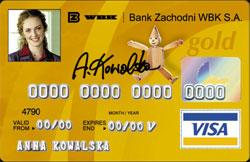 B WBK | Bank Zachodni WBK S.A.
gold
A. Kowalska
0000 0000 0000 0000
4790
MONTH / YEAR
VALID FROM ▶ 00/00 EXPIRES END ▶ 00/00 V
VISA
ANNA KOWALSKA